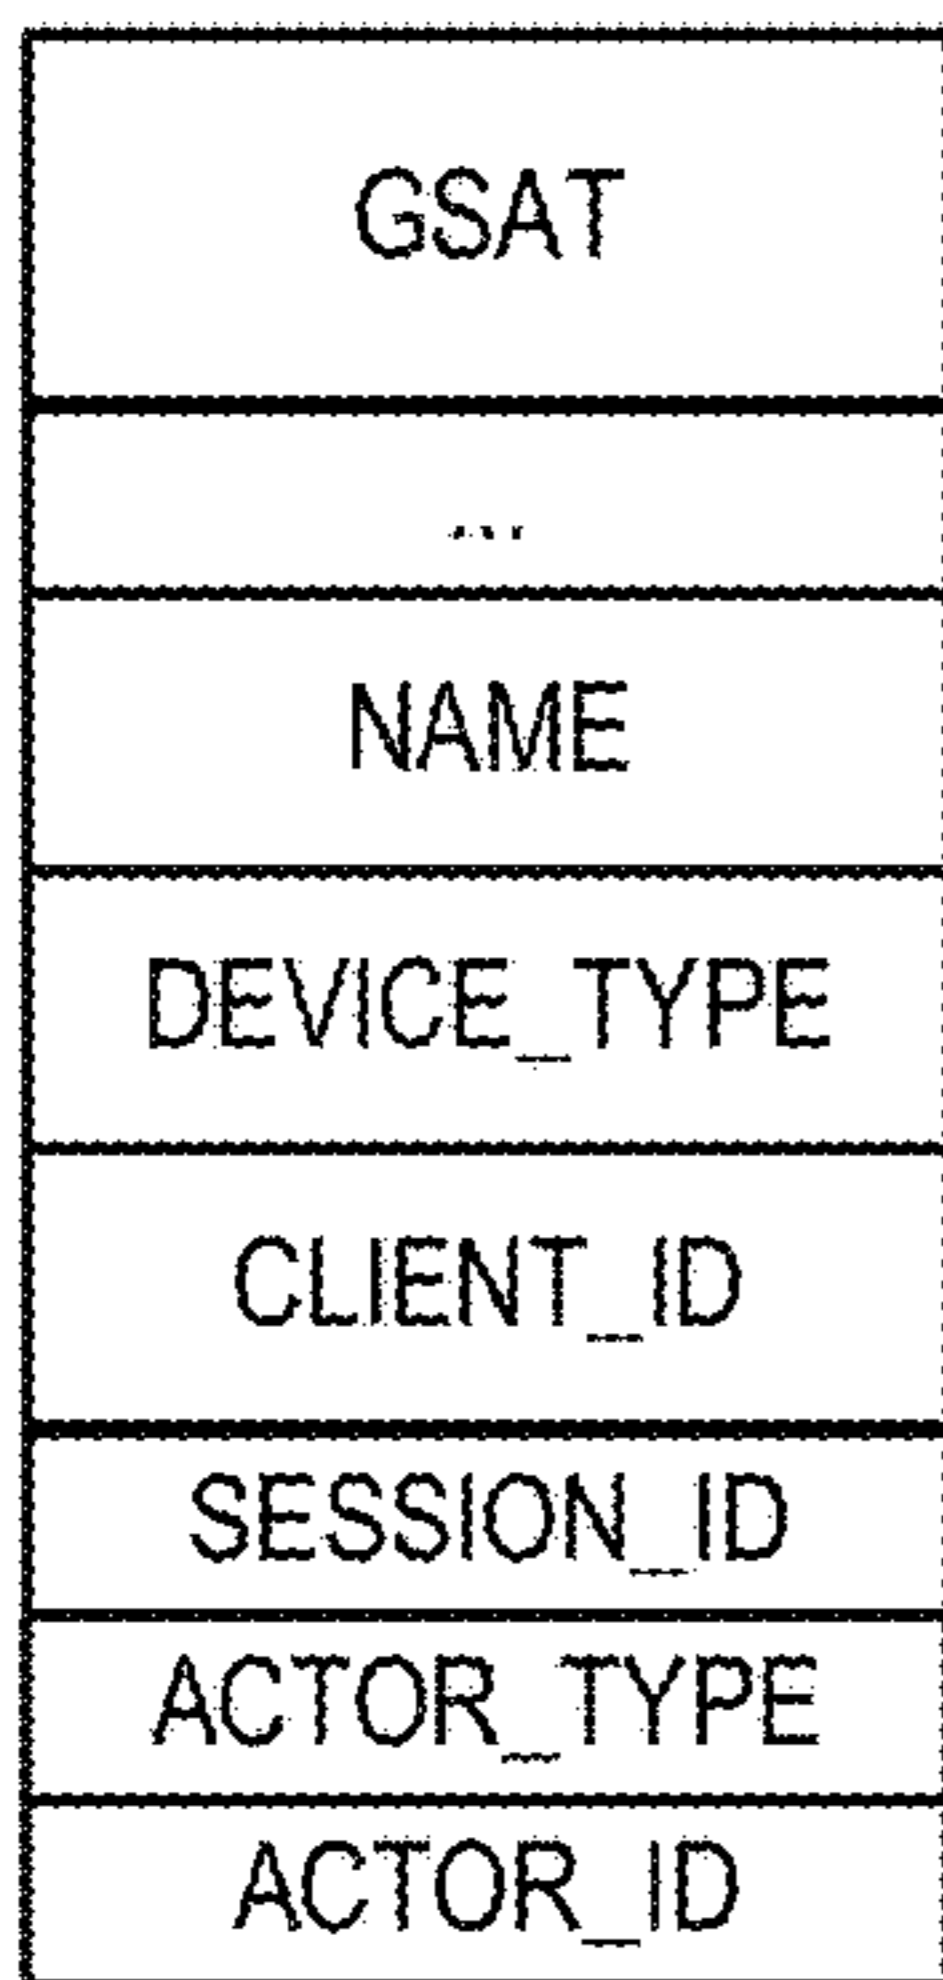 GSAT
...
NAME
DEVICE_TYPE
CLIENT_ID
SESSION_ID
ACTOR_TYPE
ACTOR_ID